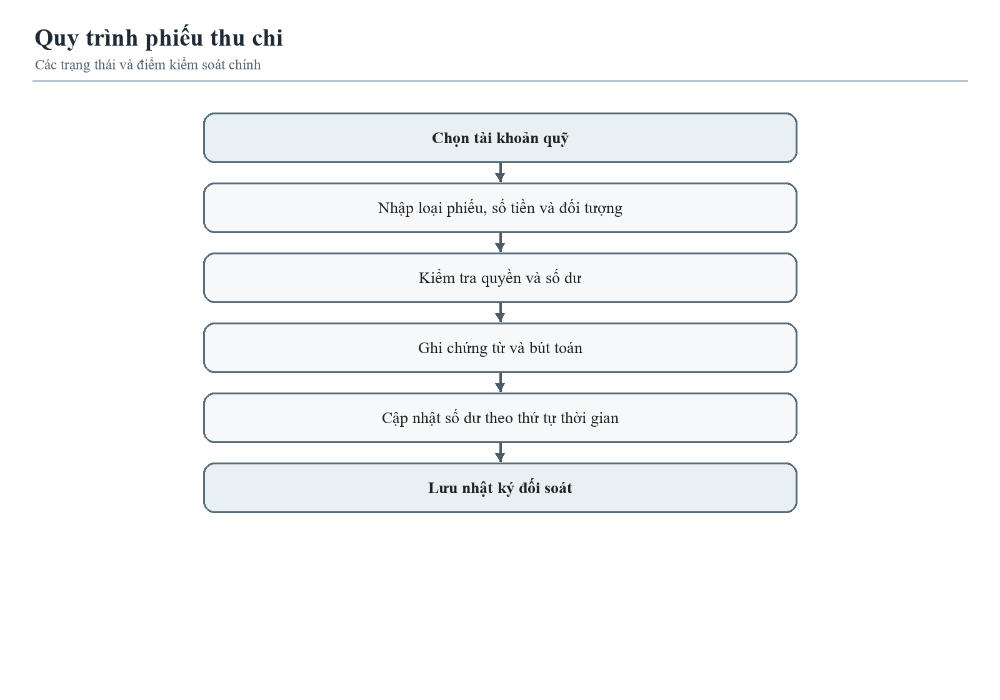 Quy trình phiếu thu chi
Các trạng thái và điểm kiểm soát chính
Chọn tài khoản quỹ
Nhập loại phiếu, số tiền và đối tượng
Kiểm tra quyền và số dư
Ghi chứng từ và bút toán
Cập nhật số dư theo thứ tự thời gian
Lưu nhật ký đối soát